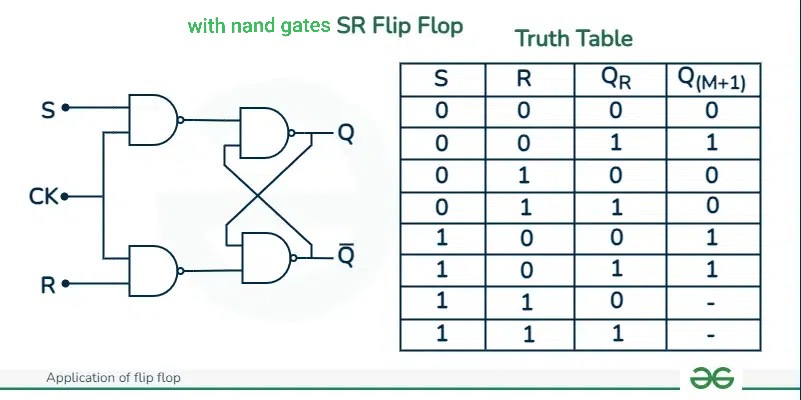 with nand gates SR Flip Flop
Truth Table
S
CK
R
Q
Q̅
S R QR Q(M+1)
0 0 0 0
0 0 1 1
0 1 0 0
0 1 1 0
1 0 0 1
1 0 1 1
1 1 0 -
1 1 1 -
Application of flip flop